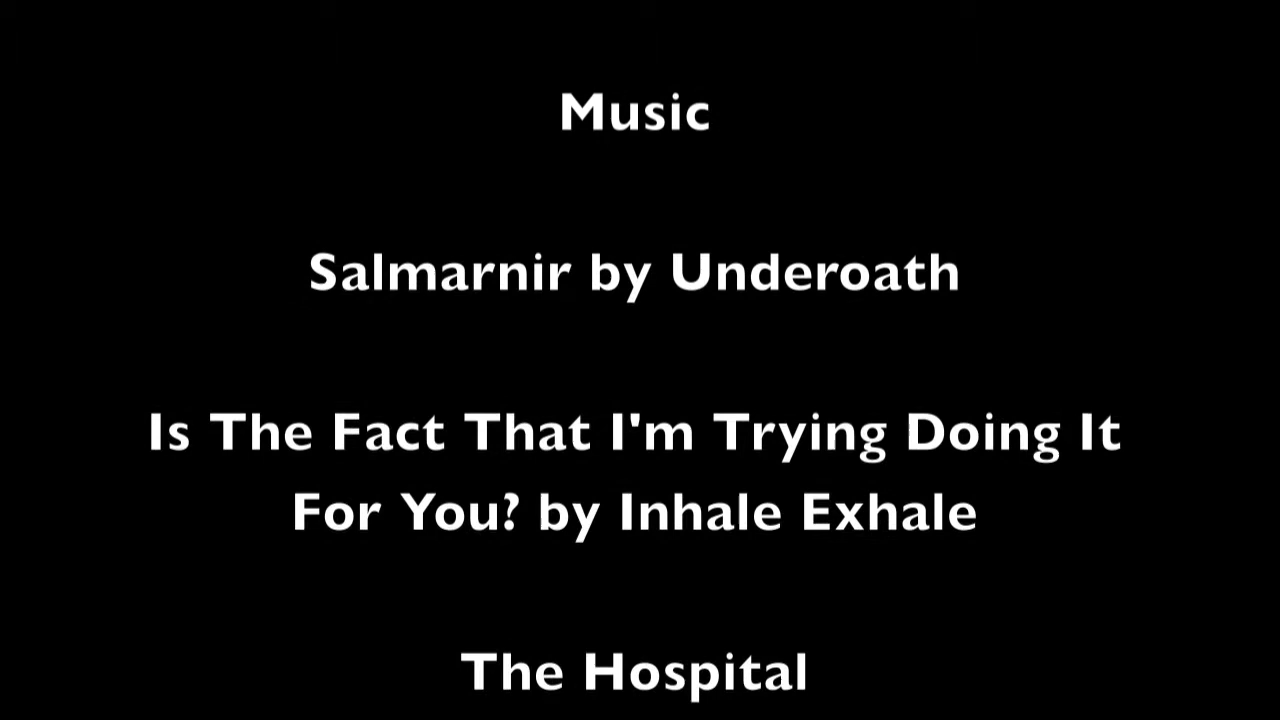 Music
Salmarnir by Underoath
Is The Fact That I'm Trying Doing It
For You? by Inhale Exhale
The Hospital